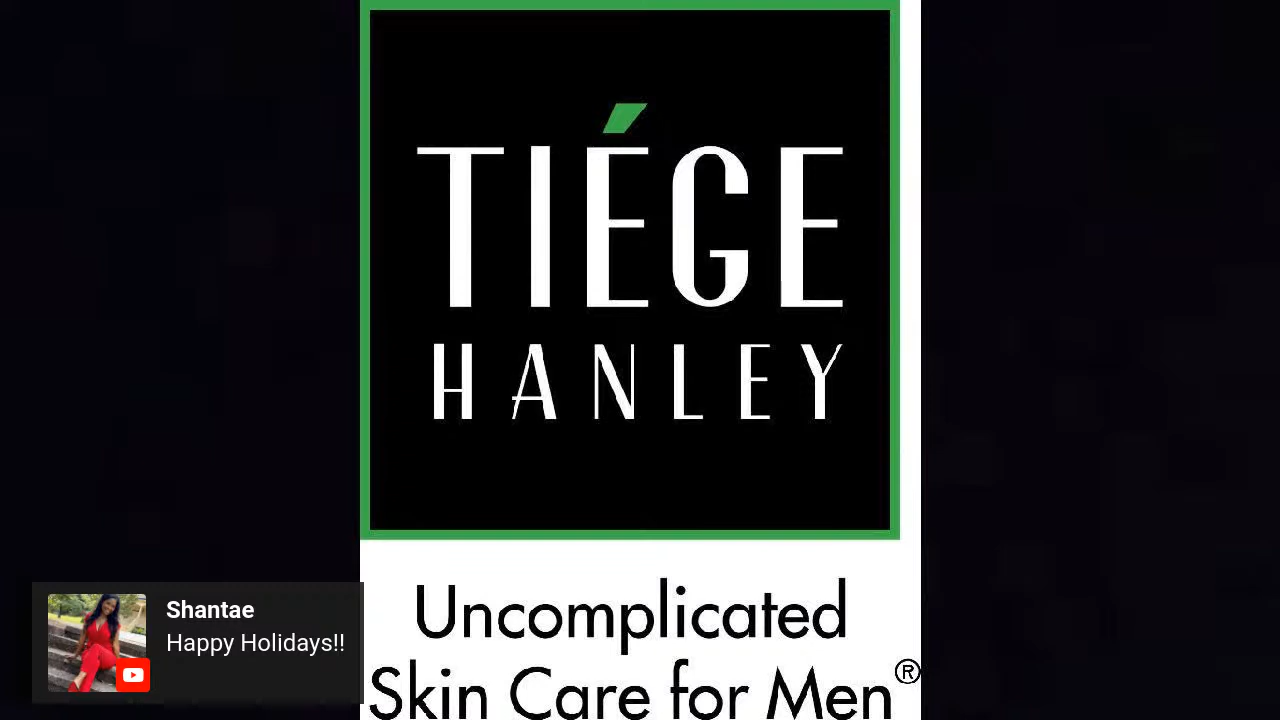 TIÉGE
HANLEY
Uncomplicated
Skin Care for Men®
Shantae
Happy Holidays!!